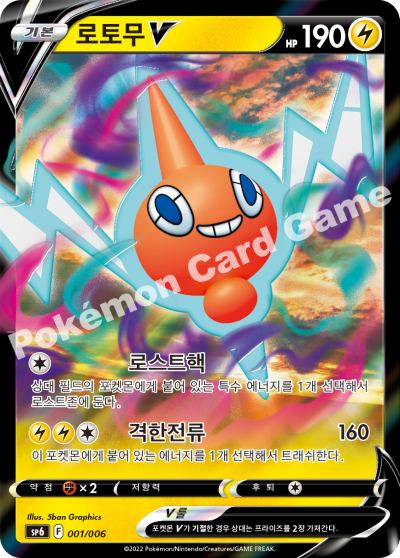 기본 로토무 V HP 190
Pokémon Card Game
로스트핵
상대 필드의 포켓몬에게 붙어 있는 특수 에너지를 1개 선택해서
로스트존에 둔다.
격한전류 160
이 포켓몬에게 붙어 있는 에너지를 1개 선택해서 트래쉬한다.
약점 ×2 저항력 후퇴
Illus. 5ban Graphics
V 룰
SP6 F 001/006
포켓몬 V가 기절한 경우 상대는 프라이즈를 2장 가져간다.
©2022 Pokémon/Nintendo/Creatures/GAME FREAK.